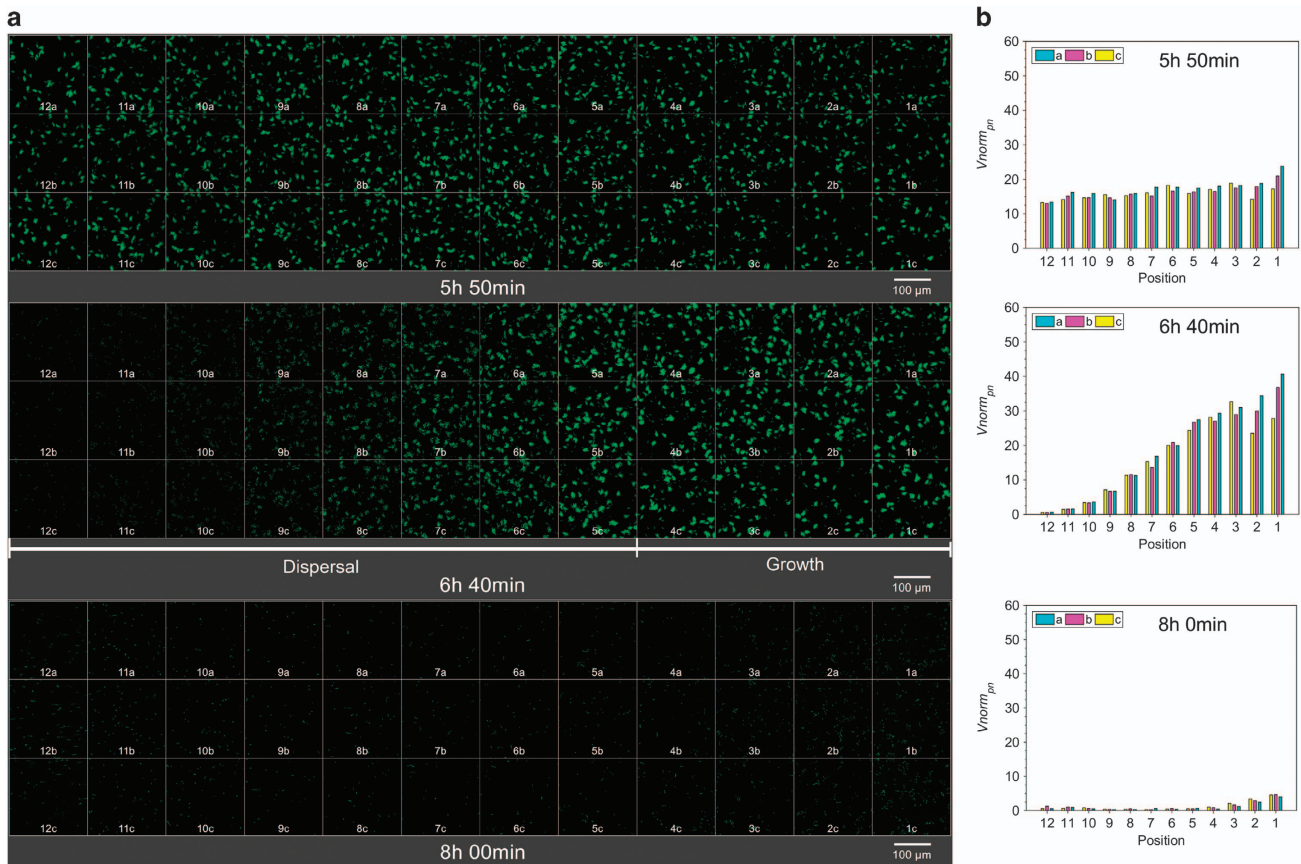 a
12a 11a 10a 9a 8a 7a 6a 5a 4a 3a 2a 1a
12b 11b 10b 9b 8b 7b 6b 5b 4b 3b 2b 1b
12c 11c 10c 9c 8c 7c 6c 5c 4c 3c 2c 1c
5h 50min
100 µm
12a 11a 10a 9a 8a 7a 6a 5a 4a 3a 2a 1a
12b 11b 10b 9b 8b 7b 6b 5b 4b 3b 2b 1b
12c 11c 10c 9c 8c 7c 6c 5c 4c 3c 2c 1c
Dispersal Growth
6h 40min
100 µm
12a 11a 10a 9a 8a 7a 6a 5a 4a 3a 2a 1a
12b 11b 10b 9b 8b 7b 6b 5b 4b 3b 2b 1b
12c 11c 10c 9c 8c 7c 6c 5c 4c 3c 2c 1c
8h 00min
100 µm
b
a b c
5h 50min
60
50
40
30
20
10
0
Vnormpn
12 11 10 9 8 7 6 5 4 3 2 1
Position
a b c
6h 40min
60
50
40
30
20
10
0
Vnormpn
12 11 10 9 8 7 6 5 4 3 2 1
Position
a b c
8h 0min
60
50
40
30
20
10
0
Vnormpn
12 11 10 9 8 7 6 5 4 3 2 1
Position